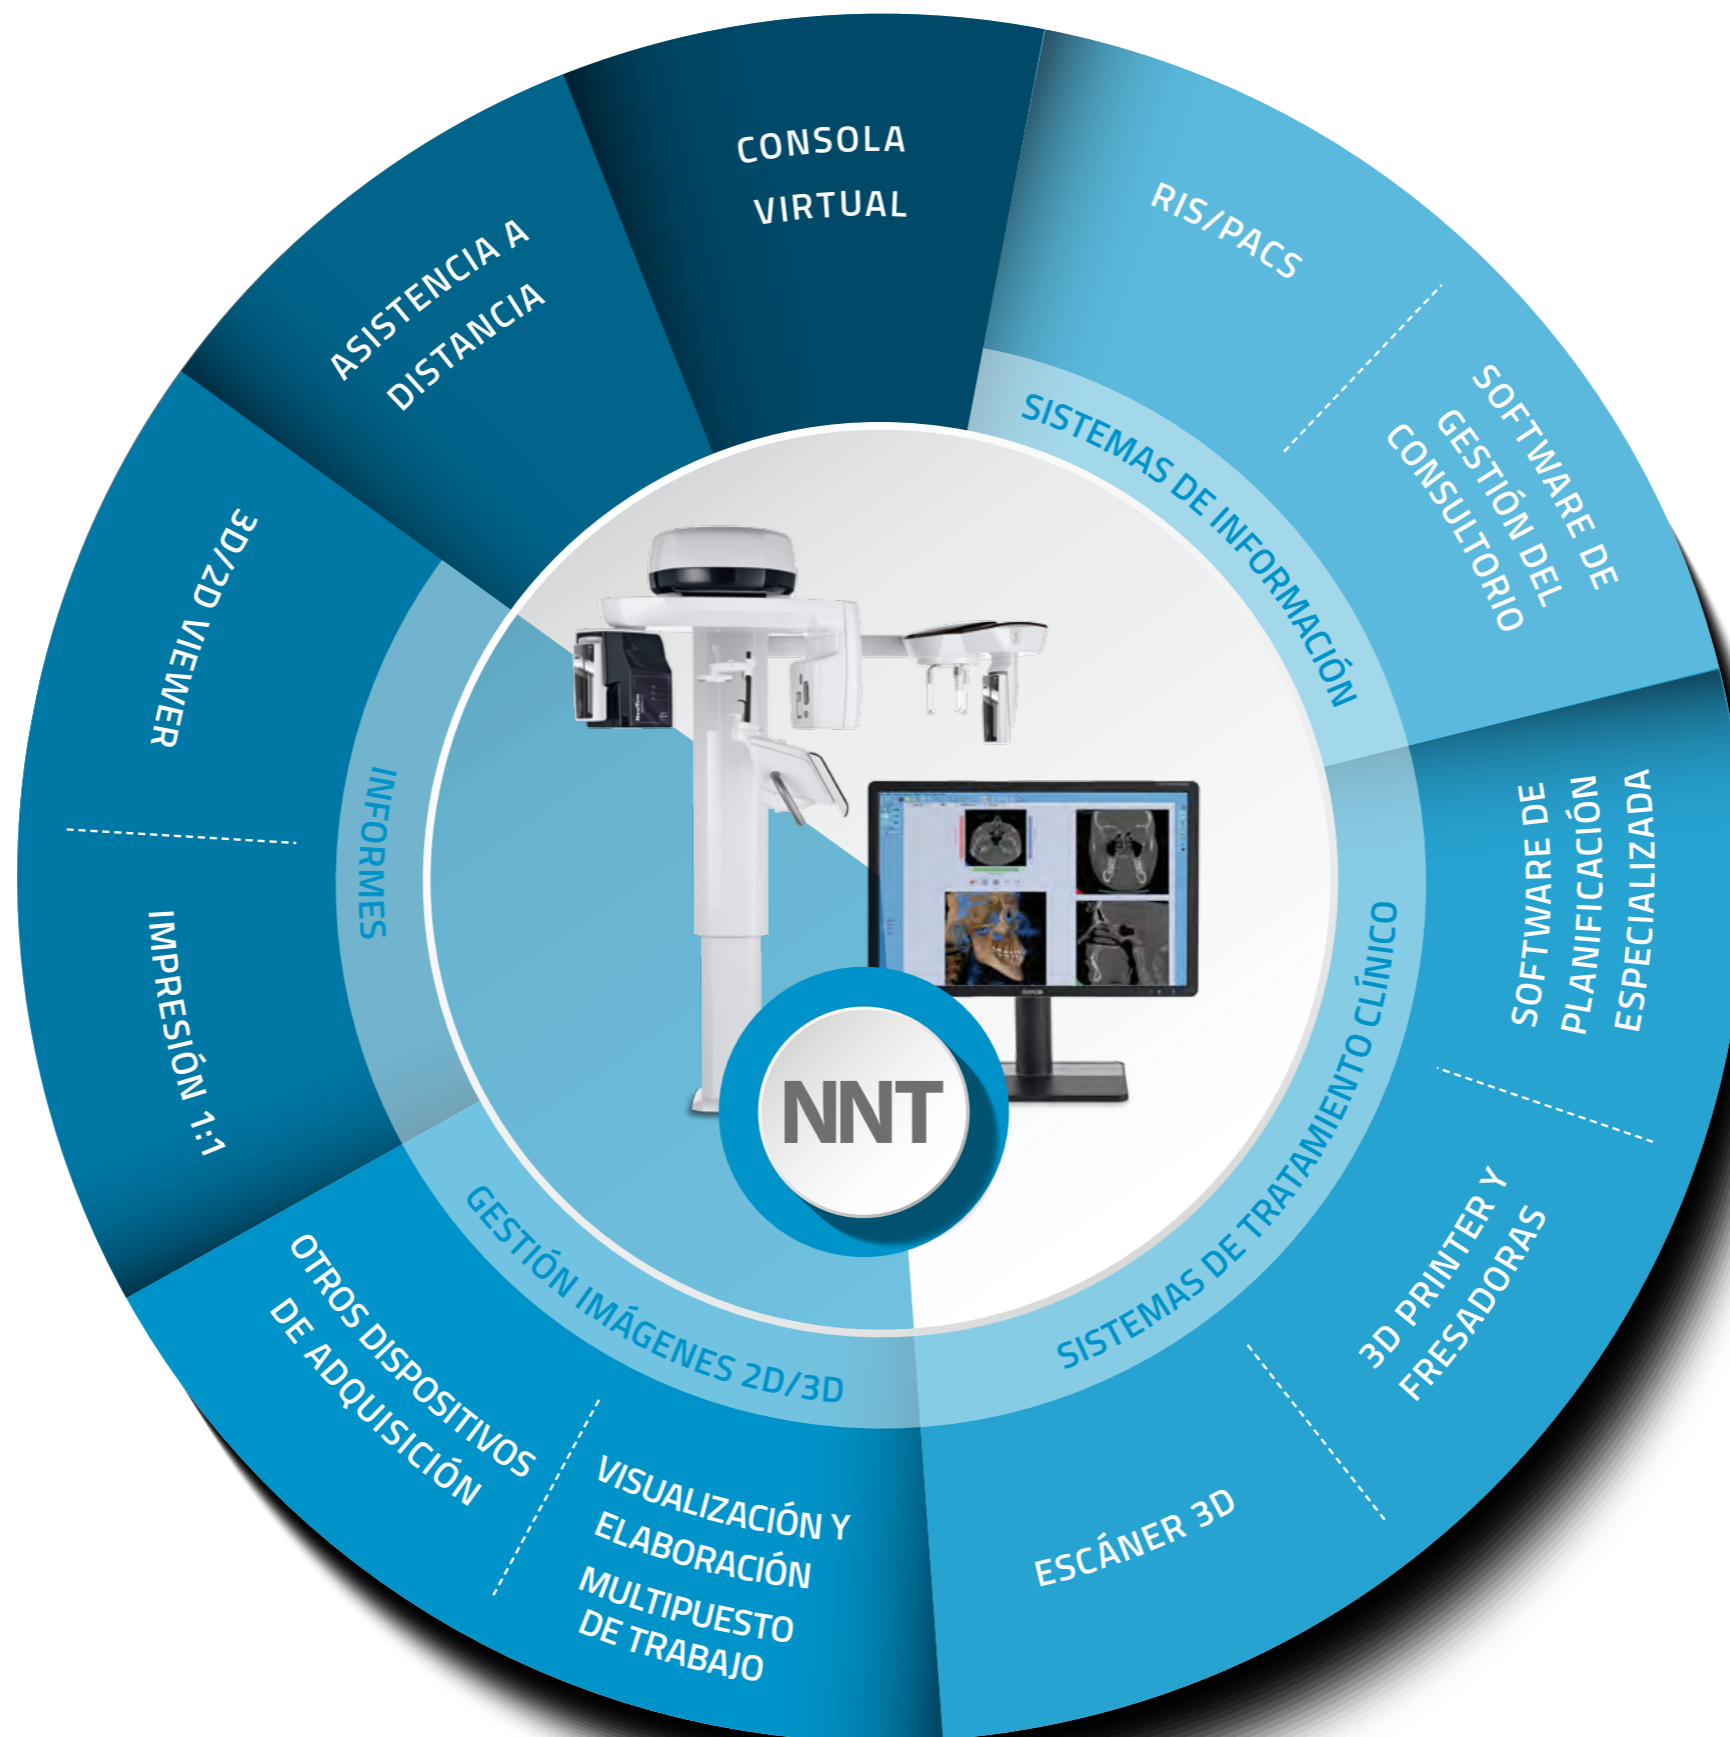 CONSOLA
VIRTUAL
RIS/PACS
SOFTWARE DE
GESTIÓN DEL
CONSULTORIO
SISTEMAS DE INFORMACIÓN
SOFTWARE DE
PLANIFICACIÓN
ESPECIALIZADA
3D PRINTER Y
FRESADORAS
ESCÁNER 3D
SISTEMAS DE TRATAMIENTO CLÍNICO
VISUALIZACIÓN Y
ELABORACIÓN
MULTIPUESTO
DE TRABAJO
OTROS DISPOSITIVOS
DE ADQUISICIÓN
GESTIÓN IMÁGENES 2D/3D
IMPRESIÓN 1:1
3D/2D VIEWER
INFORMES
ASISTENCIA A
DISTANCIA
NNT